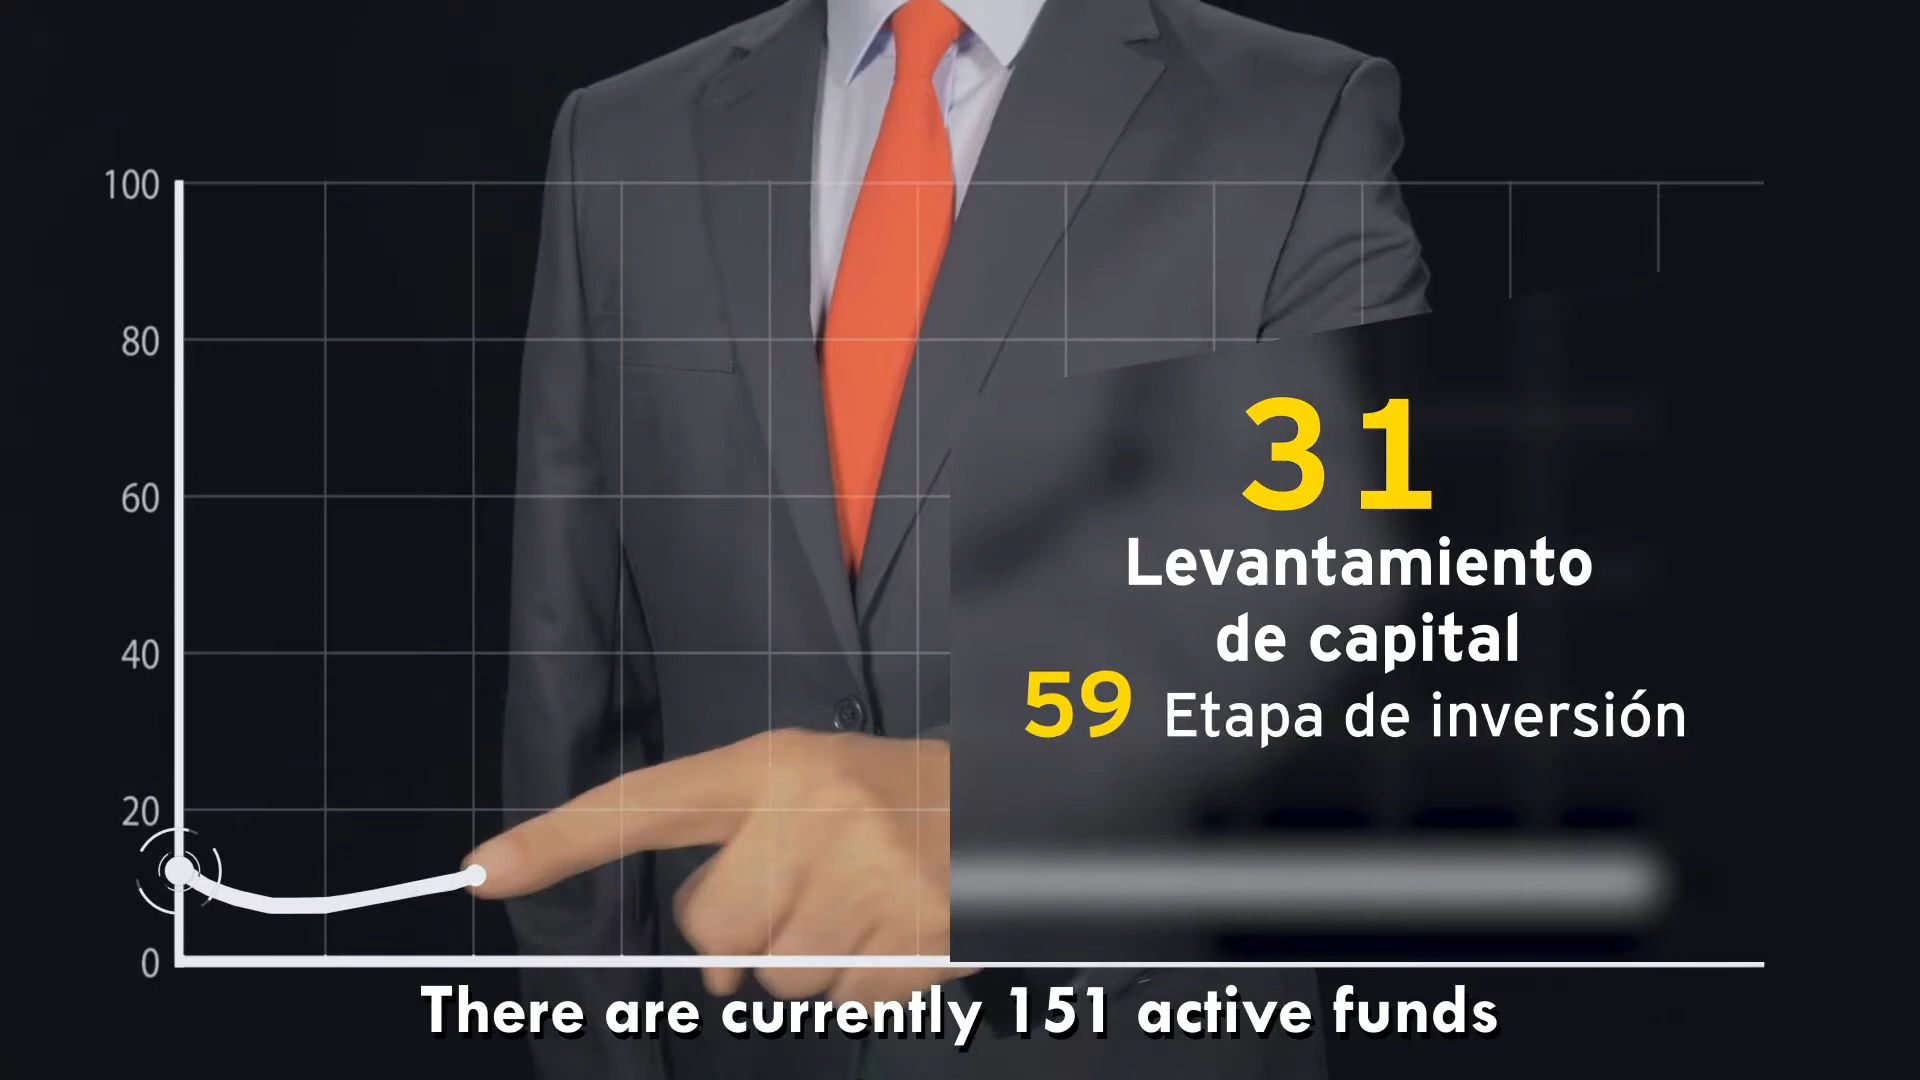 100
80
60
40
20
0
31
Levantamiento
de capital
59 Etapa de inversión
There are currently 151 active funds